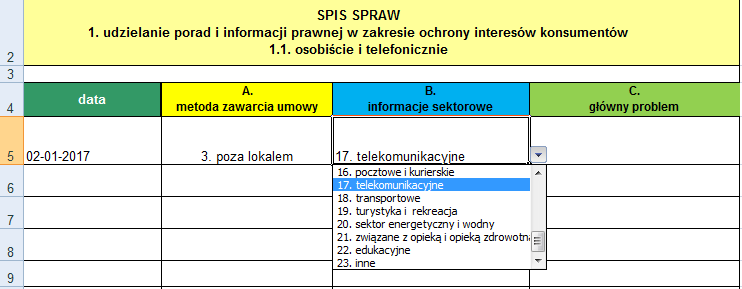 SPIS SPRAW
1. udzielanie porad i informacji prawnej w zakresie ochrony interesów konsumentów
1.1. osobiście i telefonicznie
2
3
4
data
A.
metoda zawarcia umowy
B.
informacje sektorowe
C.
główny problem
5
02-01-2017
3. poza lokalem
17. telekomunikacyjne
16. pocztowe i kurierskie
17. telekomunikacyjne
18. transportowe
19. turystyka i rekreacja
20. sektor energetyczny i wodny
21. związane z opieką i opieką zdrowotną
22. edukacyjne
23. inne
6
7
8
9